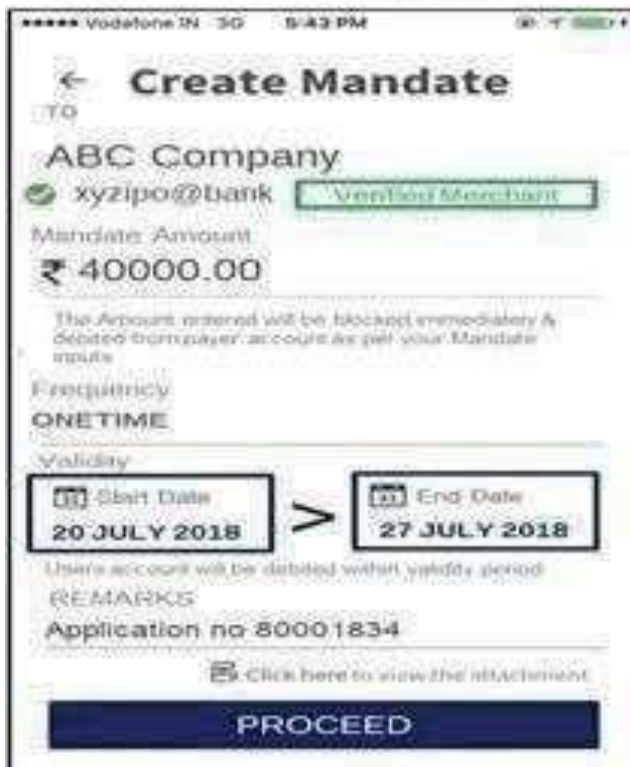 Vodafone IN 3G 5:43 PM
← Create Mandate
TO
ABC Company
xyzipo@bank Verified Merchant
Mandate Amount
₹ 40000.00
The Amount entered will be blocked immediately &
debited from payer account as per your Mandate
inputs
Frequency
ONETIME
Validity
31 Start Date
20 JULY 2018
>
31 End Date
27 JULY 2018
Users account will be debited within validity period
REMARKS
Application no 80001834
Click here to view the attachment
PROCEED